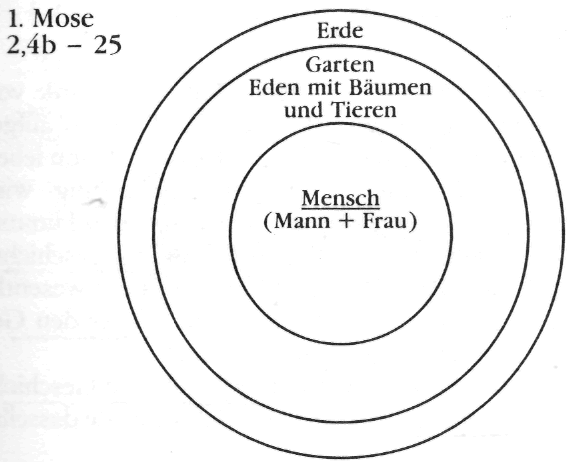 1. Mose
2,4b – 25
Erde
Garten
Eden mit Bäumen
und Tieren
Mensch
(Mann + Frau)